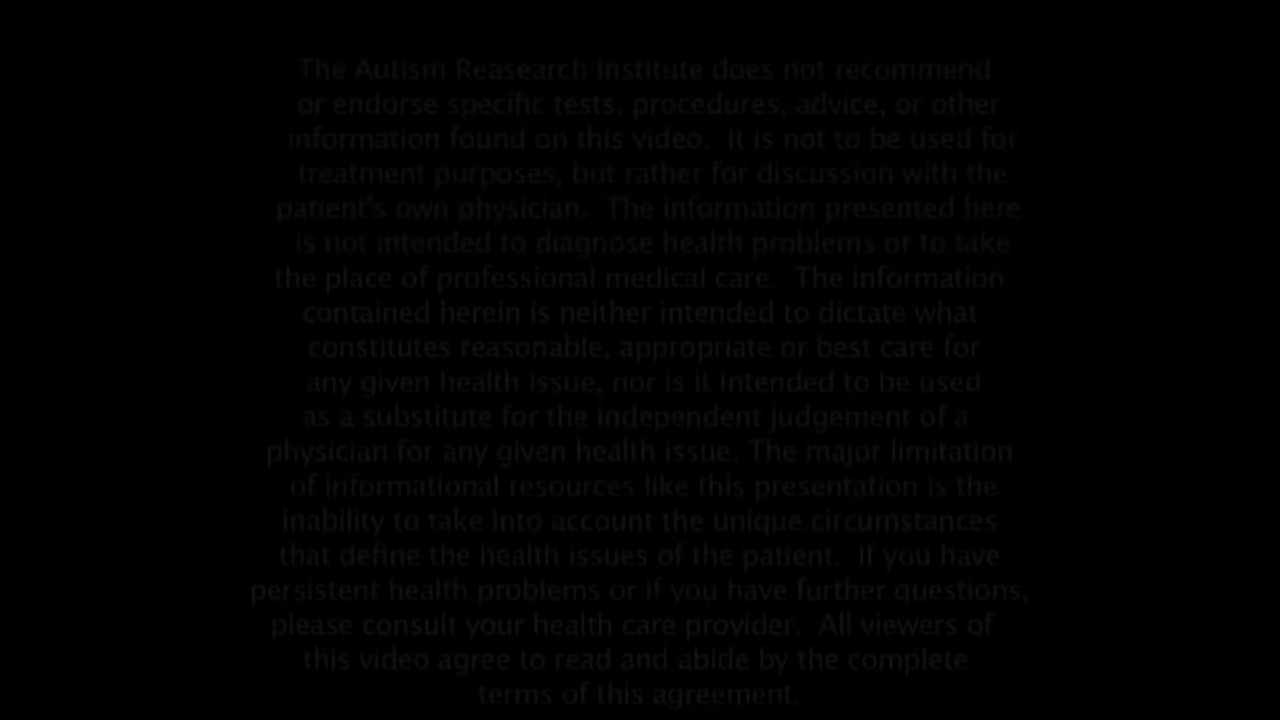 The Autism Reasearch Institute does not recommend
or endorse specific tests, procedures, advice, or other
information found on this video.  It is not to be used for
treatment purposes, but rather for discussion with the
patient's own physician.  The information presented here
is not intended to diagnose health problems or to take
the place of professional medical care.  The information
contained herein is neither intended to dictate what
constitutes reasonable, appropriate or best care for
any given health issue, nor is it intended to be used
as a substitute for the independent judgement of a
physician for any given health issue. The major limitation
of informational resources like this presentation is the
inability to take into account the unique circumstances
that define the health issues of the patient.  If you have
persistent health problems or if you have further questions,
please consult your health care provider.  All viewers of
this video agree to read and abide by the complete
terms of this agreement.